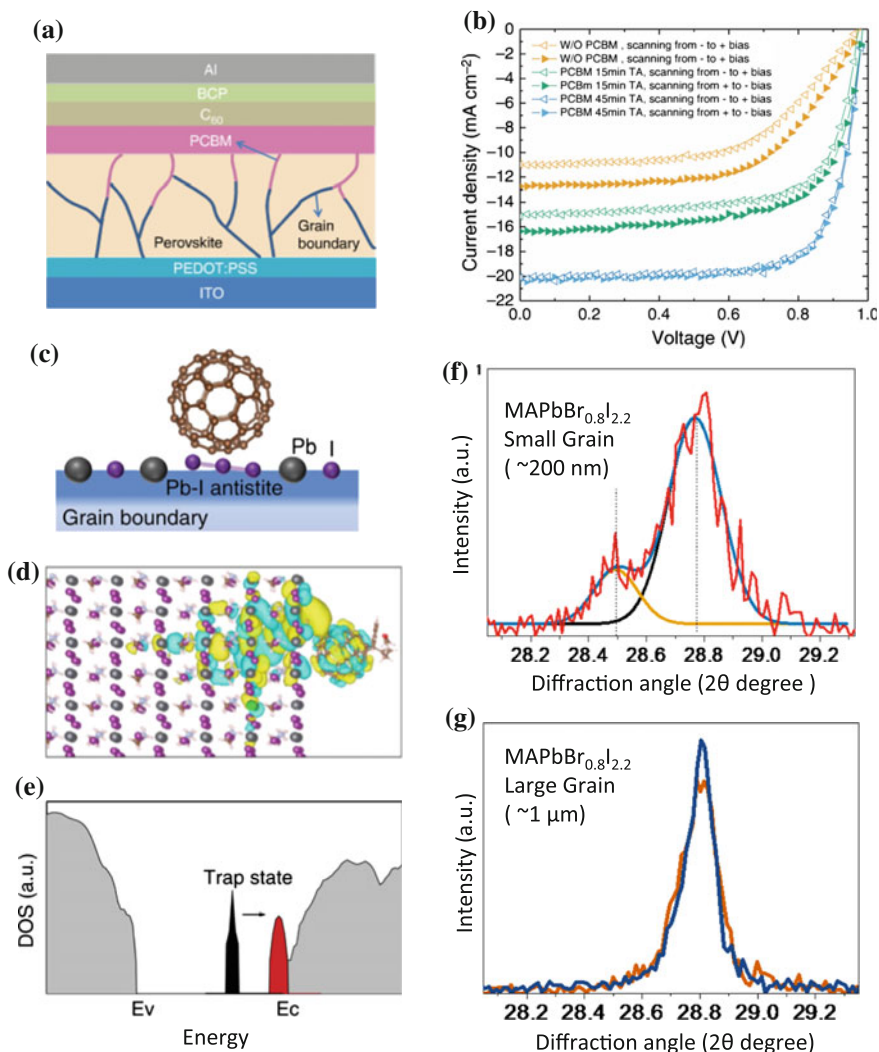 (a)
Al
BCP
C60
PCBM
Perovskite
Grain
boundary
PEDOT:PSS
ITO
(b)
W/O PCBM , scanning from - to + bias
W/O PCBM , scanning from + to - bias
PCBM 15min TA, scanning from - to + bias
PCBm 15min TA, scanning from + to - bias
PCBM 45min TA, scanning from - to + bias
PCBM 45min TA, scanning from + to - bias
Current density (mA cm−2)
0
−2
−4
−6
−8
−10
−12
−14
−16
−18
−20
−22
0.0 0.2 0.4 0.6 0.8 1.0
Voltage (V)
(c)
Pb I
Pb-I antistite
Grain boundary
(d)
(e)
DOS (a.u.)
Trap state
Ev Ec
Energy
(f)
1
MAPbBr0.8I2.2
Small Grain
( ~200 nm)
Intensity (a.u.)
28.2 28.4 28.6 28.8 29.0 29.2
Diffraction angle (2θ degree )
(g)
MAPbBr0.8I2.2
Large Grain
( ~1 μm)
Intensity (a.u.)
28.2 28.4 28.6 28.8 29.0 29.2
Diffraction angle (2θ degree)